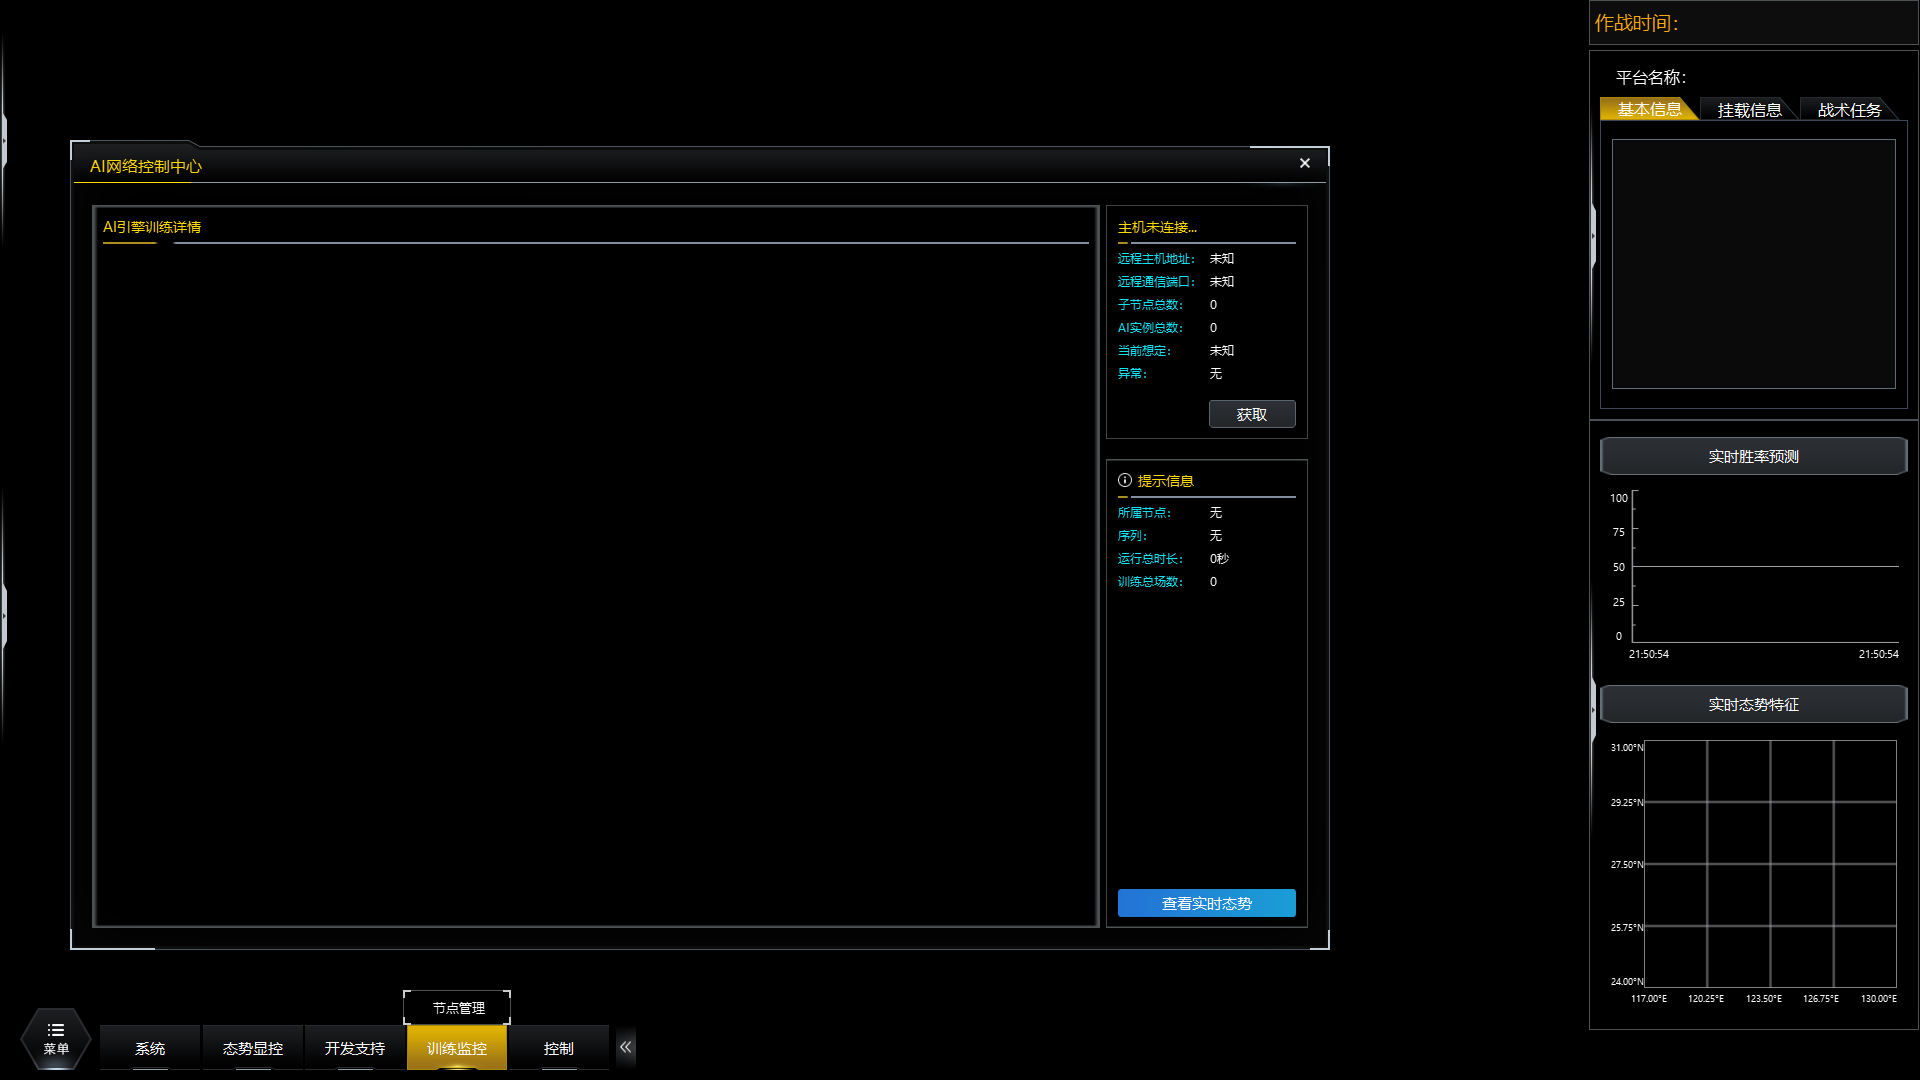 作战时间：
平台名称：
基本信息 挂载信息 战术任务
AI网络控制中心
AI引擎训练详情
主机未连接...
远程主机地址： 未知
远程通信端口： 未知
子节点总数： 0
AI实例总数： 0
当前想定： 未知
异常： 无
获取
提示信息
所属节点： 无
序列： 无
运行总时长： 0秒
训练总场数： 0
查看实时态势
实时胜率预测
100
75
50
25
0
21:50:54 21:50:54
实时态势特征
31.00°N
29.25°N
27.50°N
25.75°N
24.00°N
117.00°E 120.25°E 123.50°E 126.75°E 130.00°E
节点管理
菜单
系统 态势显控 开发支持 训练监控 控制